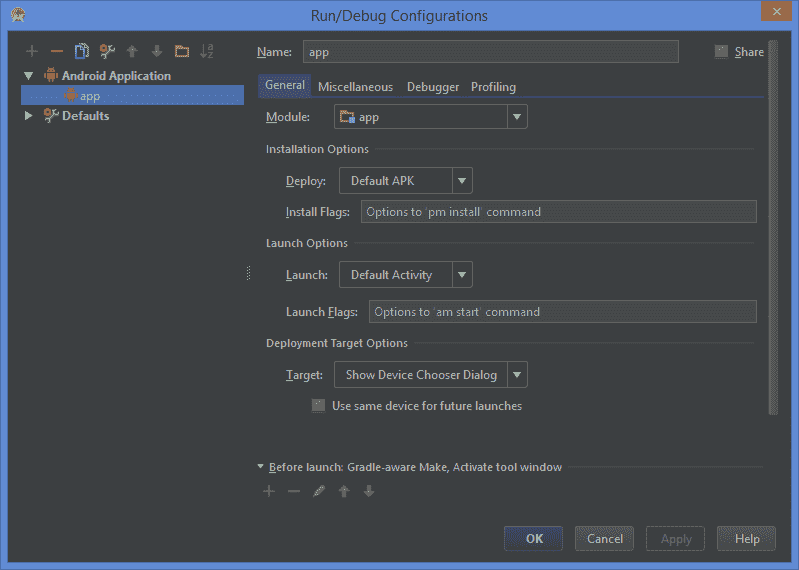 Run/Debug Configurations
Android Application
app
Defaults
Name: app Share
General Miscellaneous Debugger Profiling
Module: app
Installation Options
Deploy: Default APK
Install Flags: Options to 'pm install' command
Launch Options
Launch: Default Activity
Launch Flags: Options to 'am start' command
Deployment Target Options
Target: Show Device Chooser Dialog
Use same device for future launches
Before launch: Gradle-aware Make, Activate tool window
OK Cancel Apply Help